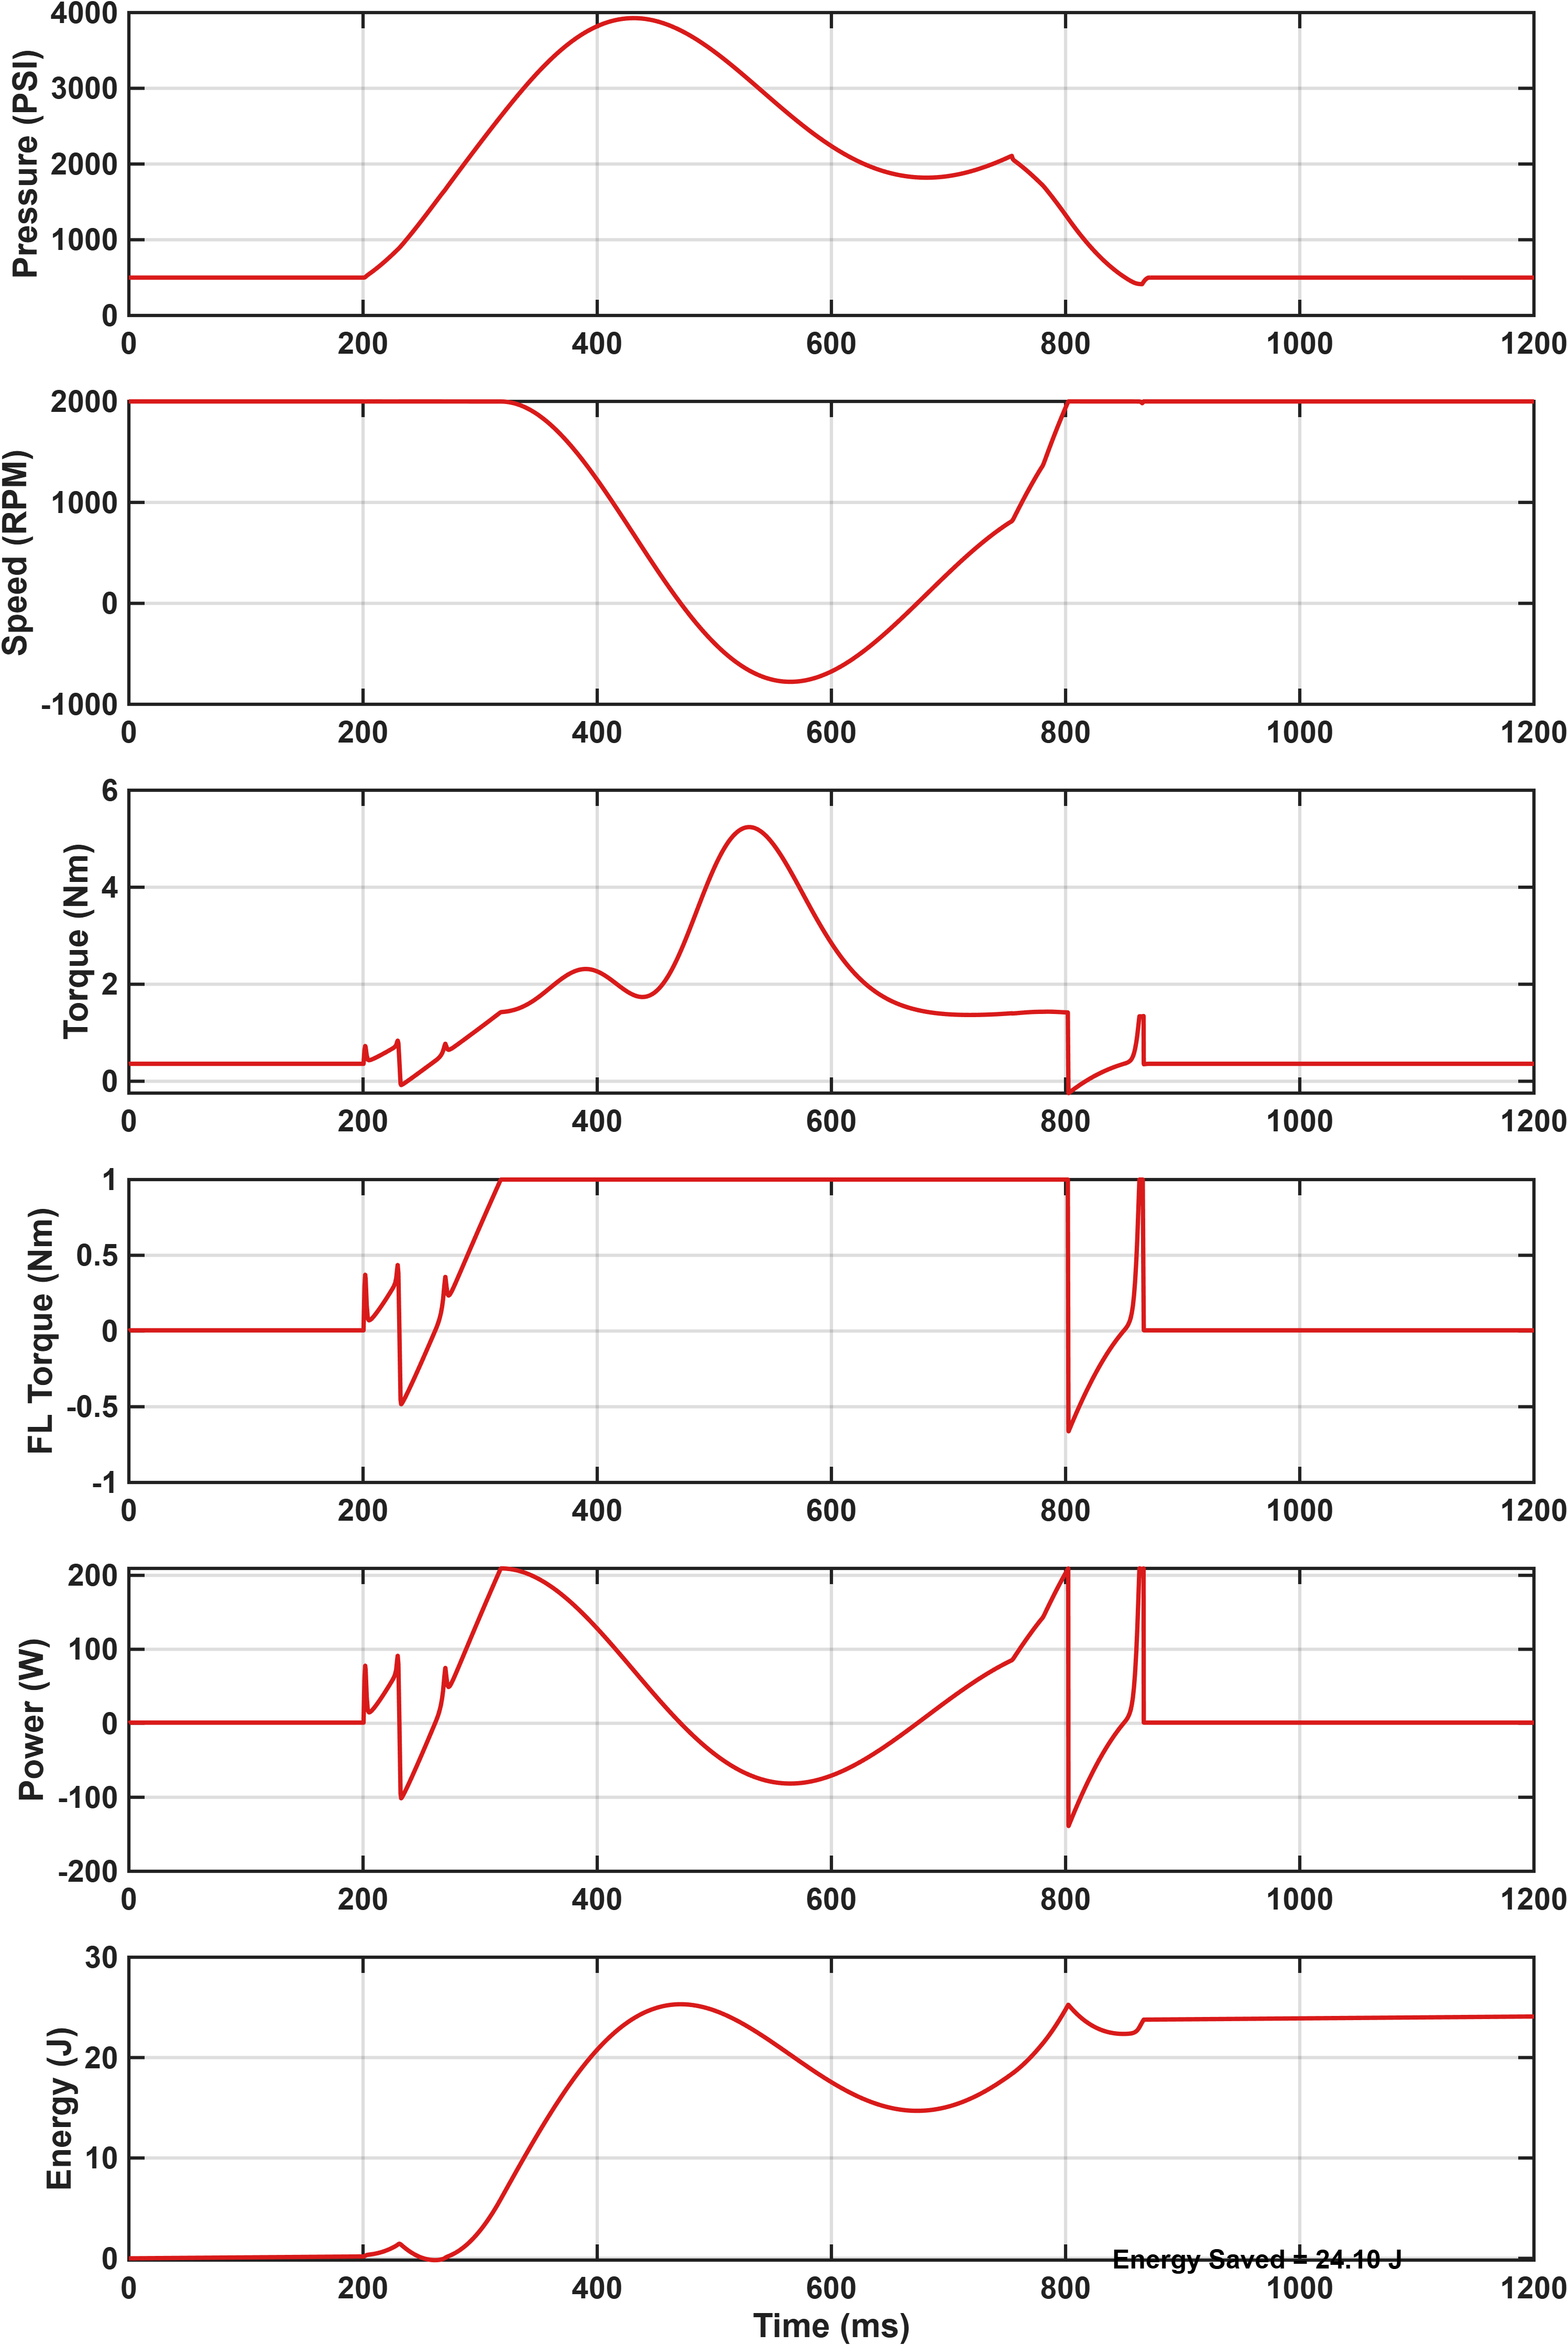 Pressure (PSI)
4000
3000
2000
1000
0
0 200 400 600 800 1000 1200
Speed (RPM)
2000
1000
0
-1000
0 200 400 600 800 1000 1200
Torque (Nm)
6
4
2
0
0 200 400 600 800 1000 1200
FL Torque (Nm)
1
0.5
0
-0.5
-1
0 200 400 600 800 1000 1200
Power (W)
200
100
0
-100
-200
0 200 400 600 800 1000 1200
Energy (J)
30
20
10
0
Energy Saved = 24.10 J
0 200 400 600 800 1000 1200
Time (ms)